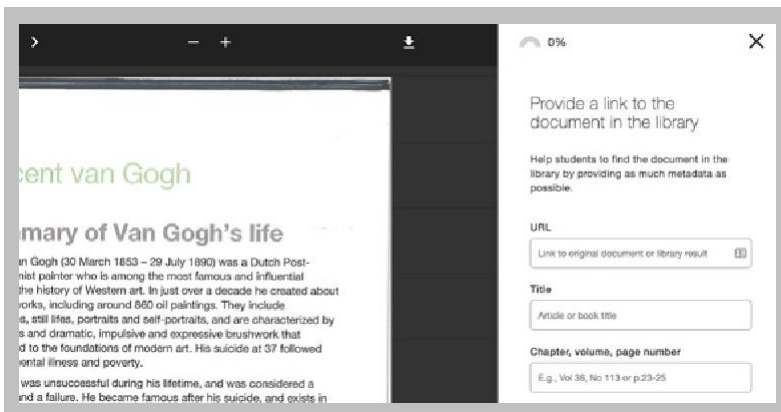 0%
cent van Gogh
mmary of Van Gogh's life
n Gogh (30 March 1853 – 29 July 1890) was a Dutch Post-
nist painter who is among the most famous and influential
the history of Western art. In just over a decade he created about
works, including around 860 oil paintings. They include
s, still lifes, portraits and self-portraits, and are characterized by
s and dramatic, impulsive and expressive brushwork that
d to the foundations of modern art. His suicide at 37 followed
ental illness and poverty.
was unsuccessful during his lifetime, and was considered a
nd a failure. He became famous after his suicide, and exists in
Provide a link to the
document in the library
Help students to find the document in the
library by providing as much metadata as
possible.
URL
Link to original document or library result
Title
Article or book title
Chapter, volume, page number
E.g., Vol 36, No 113 or p.23-25